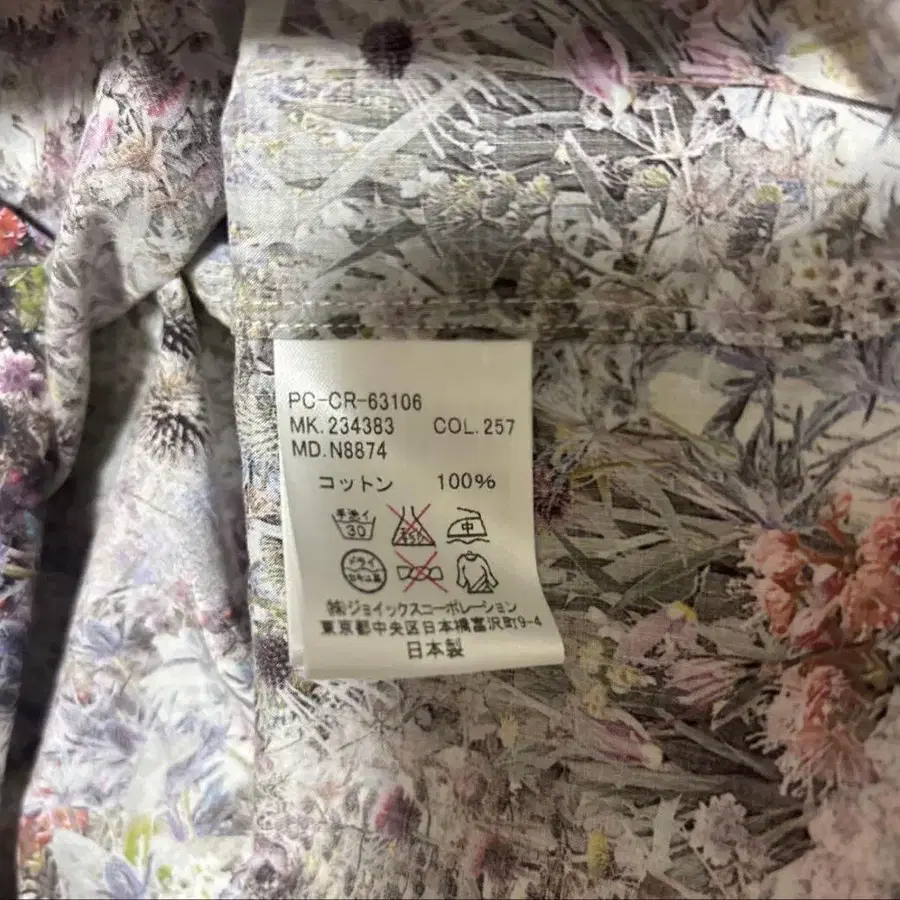 PC-CR-63106
MK.234383 COL.257
MD.N8874
コットン 100%
手洗イ
30
中
ドライ
㈱ジョイックスコーポレーション
東京都中央区日本橋富沢町9-4
日本製